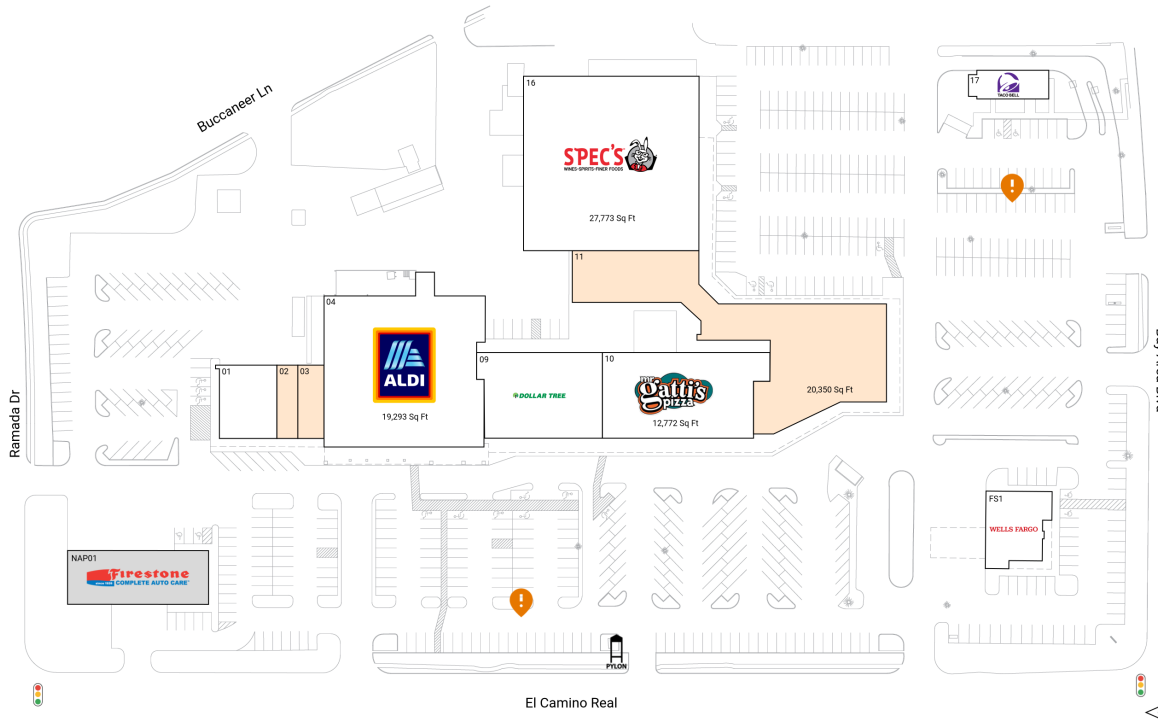 Buccaneer Ln
16
SPEC'S
WINES•SPIRITS•FINER FOODS
27,773 Sq Ft
17
TACO BELL
11
20,350 Sq Ft
04
ALDI
19,293 Sq Ft
01
02
03
09
DOLLAR TREE
10
mr gatti's
pizza
12,772 Sq Ft
Ramada Dr
FS1
WELLS FARGO
NAP01
Firestone
COMPLETE AUTO CARE
PYLON
El Camino Real